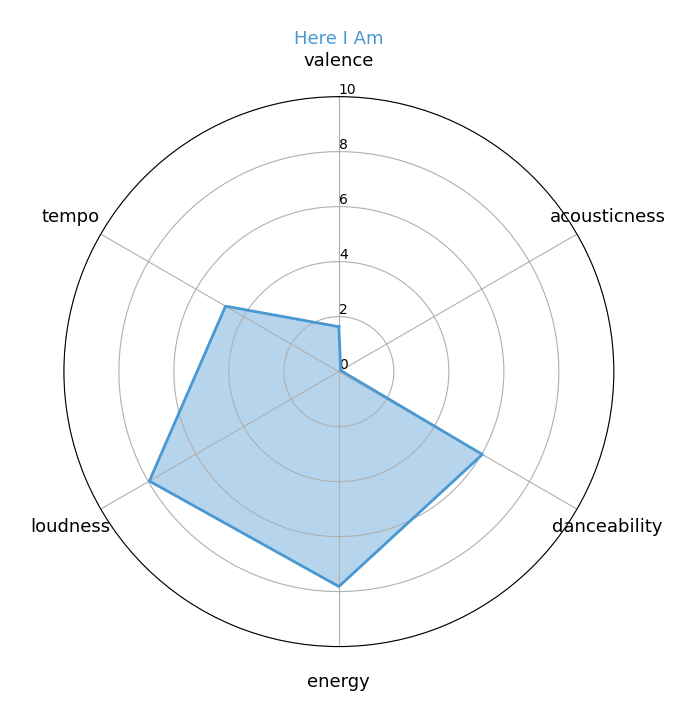 Here I Am
valence
10
8
6
4
2
0
tempo
acousticness
loudness
danceability
energy